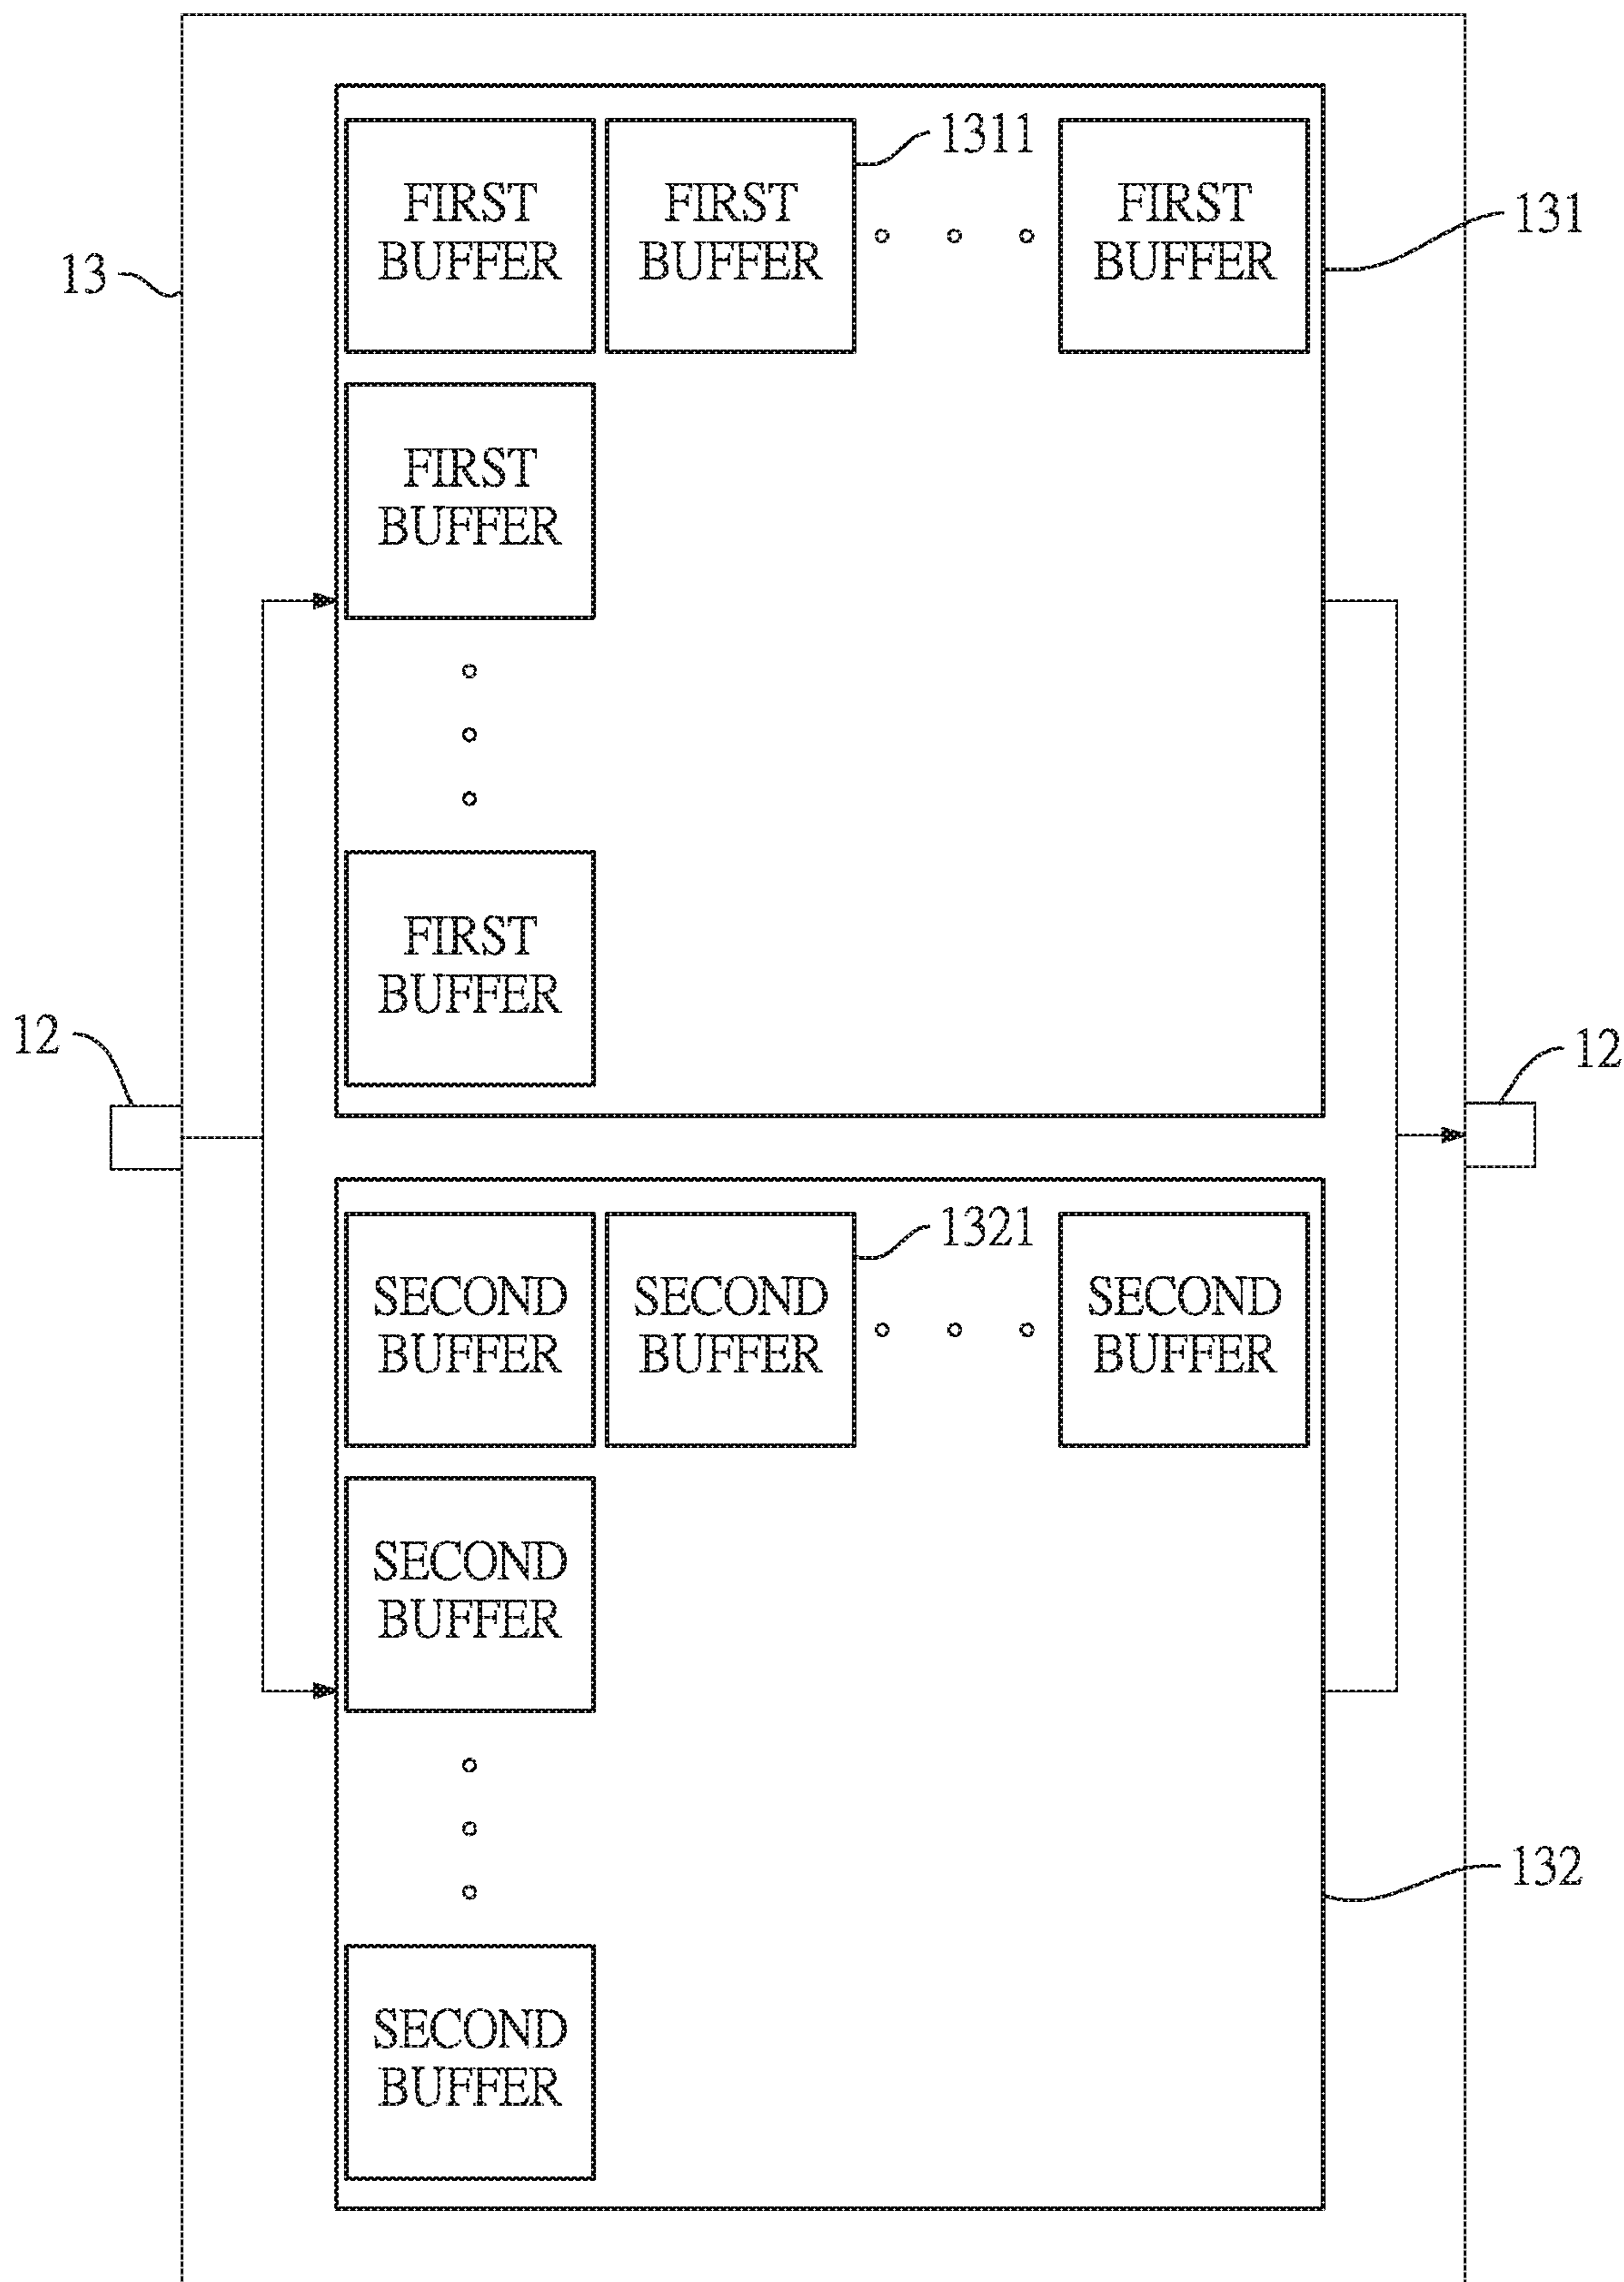 1311
FIRST
BUFFER
FIRST
BUFFER
FIRST
BUFFER
131
13
FIRST
BUFFER
FIRST
BUFFER
12
12
1321
SECOND
BUFFER
SECOND
BUFFER
SECOND
BUFFER
SECOND
BUFFER
132
SECOND
BUFFER